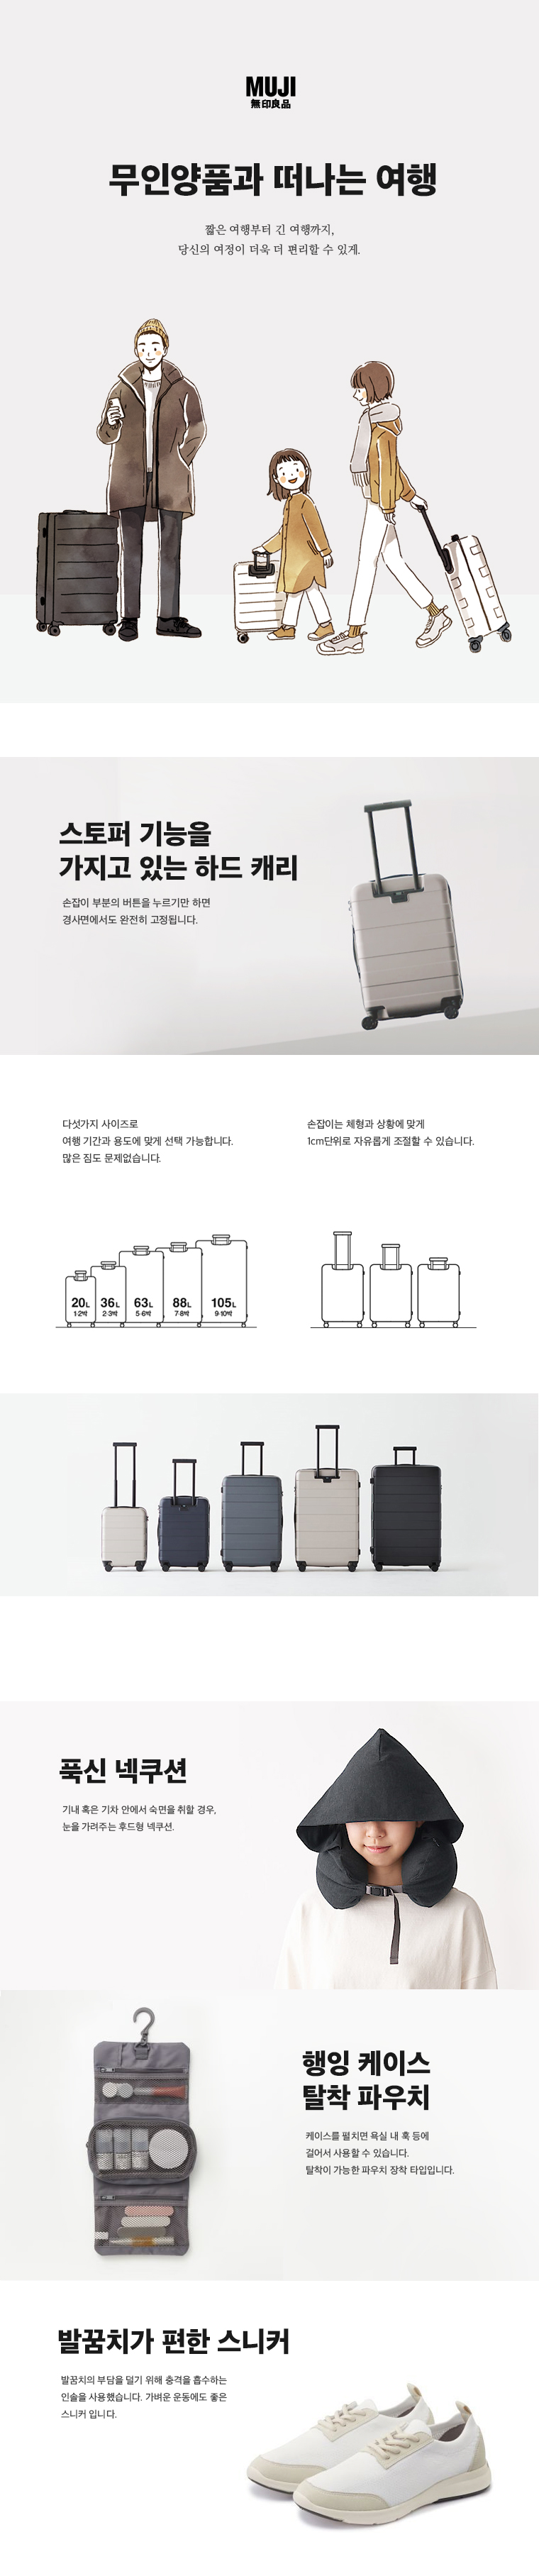 MUJI
無印良品
무인양품과 떠나는 여행
짧은 여행부터 긴 여행까지,
당신의 여정이 더욱 더 편리할 수 있게.
스토퍼 기능을
가지고 있는 하드 캐리
손잡이 부분의 버튼을 누르기만 하면
경사면에서도 완전히 고정됩니다.
다섯가지 사이즈로
여행 기간과 용도에 맞게 선택 가능합니다.
많은 짐도 문제없습니다.
손잡이는 체형과 상황에 맞게
1cm단위로 자유롭게 조절할 수 있습니다.
20L 36L 63L 88L 105L
1-2박 2-3박 5-6박 7-8박 9-10박
푹신 넥쿠션
기내 혹은 기차 안에서 숙면을 취할 경우,
눈을 가려주는 후드형 넥쿠션.
행잉 케이스
탈착 파우치
케이스를 펼치면 욕실 내 훅 등에
걸어서 사용할 수 있습니다.
탈착이 가능한 파우치 장착 타입입니다.
발꿈치가 편한 스니커
발꿈치의 부담을 덜기 위해 충격을 흡수하는
인솔을 사용했습니다. 가벼운 운동에도 좋은
스니커 입니다.